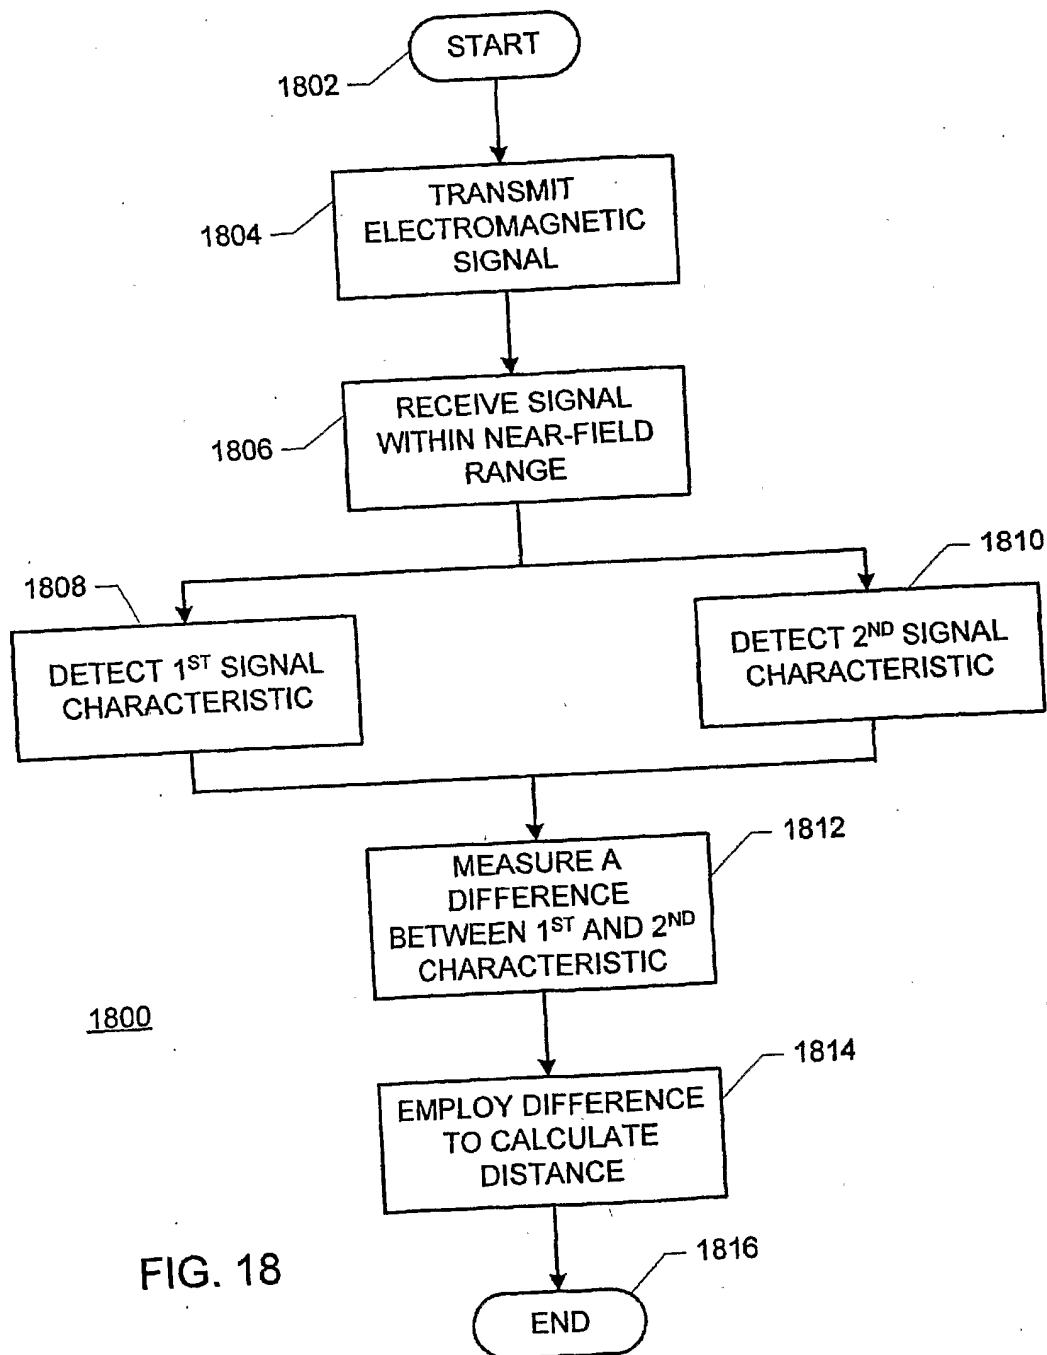 START
1802
TRANSMIT
ELECTROMAGNETIC
SIGNAL
1804
RECEIVE SIGNAL
WITHIN NEAR-FIELD
RANGE
1806
1808
1810
DETECT 1ST SIGNAL
CHARACTERISTIC
DETECT 2ND SIGNAL
CHARACTERISTIC
1812
MEASURE A
DIFFERENCE
BETWEEN 1ST AND 2ND
CHARACTERISTIC
1800
1814
EMPLOY DIFFERENCE
TO CALCULATE
DISTANCE
1816
FIG. 18
END